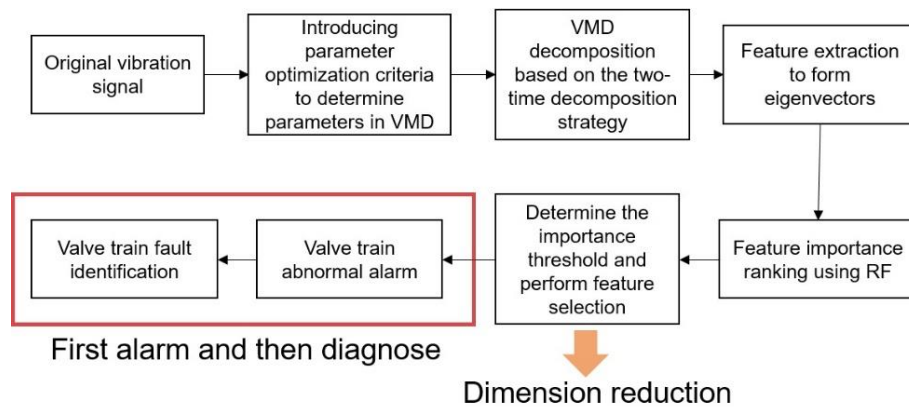 Original vibration
signal
Introducing
parameter
optimization criteria
to determine
parameters in VMD
VMD
decomposition
based on the two-
time decomposition
strategy
Feature extraction
to form
eigenvectors
Valve train fault
identification
Valve train
abnormal alarm
Determine the
importance
threshold and
perform feature
selection
Feature importance
ranking using RF
First alarm and then diagnose
Dimension reduction